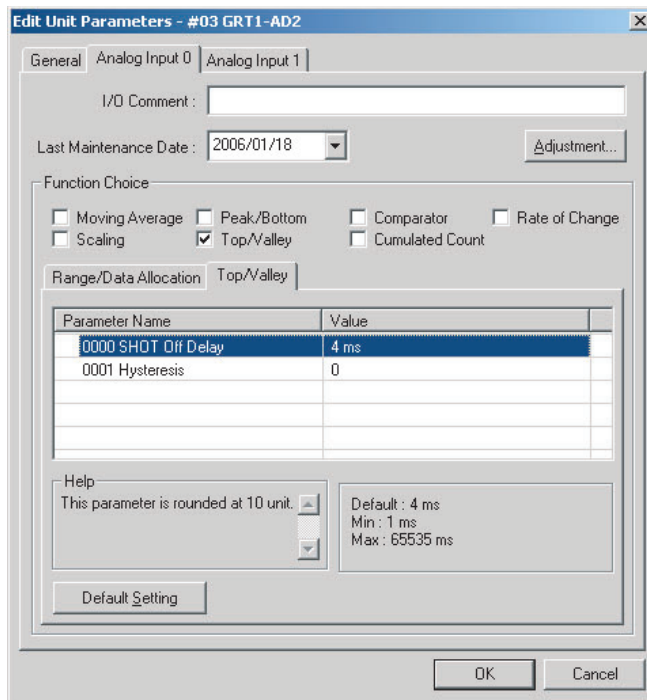 Edit Unit Parameters - #03 GRT1-AD2
General Analog Input 0 Analog Input 1
I/O Comment :
Last Maintenance Date : 2006/01/18 Adjustment...
Function Choice
Moving Average Peak/Bottom Comparator Rate of Change
Scaling Top/Valley Cumulated Count
Range/Data Allocation Top/Valley
Parameter Name Value
0000 SHOT Off Delay 4 ms
0001 Hysteresis 0
Help
This parameter is rounded at 10 unit.
Default : 4 ms
Min : 1 ms
Max : 65535 ms
Default Setting
OK Cancel